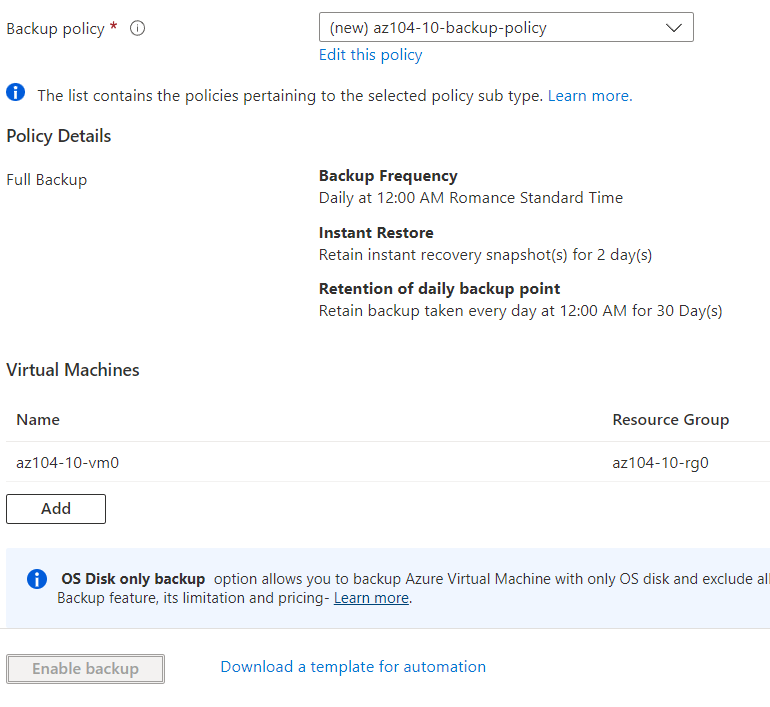 Backup policy * (new) az104-10-backup-policy
Edit this policy
The list contains the policies pertaining to the selected policy sub type. Learn more.
Policy Details
Full Backup
Backup Frequency
Daily at 12:00 AM Romance Standard Time
Instant Restore
Retain instant recovery snapshot(s) for 2 day(s)
Retention of daily backup point
Retain backup taken every day at 12:00 AM for 30 Day(s)
Virtual Machines
Name Resource Group
az104-10-vm0 az104-10-rg0
Add
OS Disk only backup option allows you to backup Azure Virtual Machine with only OS disk and exclude all
Backup feature, its limitation and pricing- Learn more.
Enable backup Download a template for automation